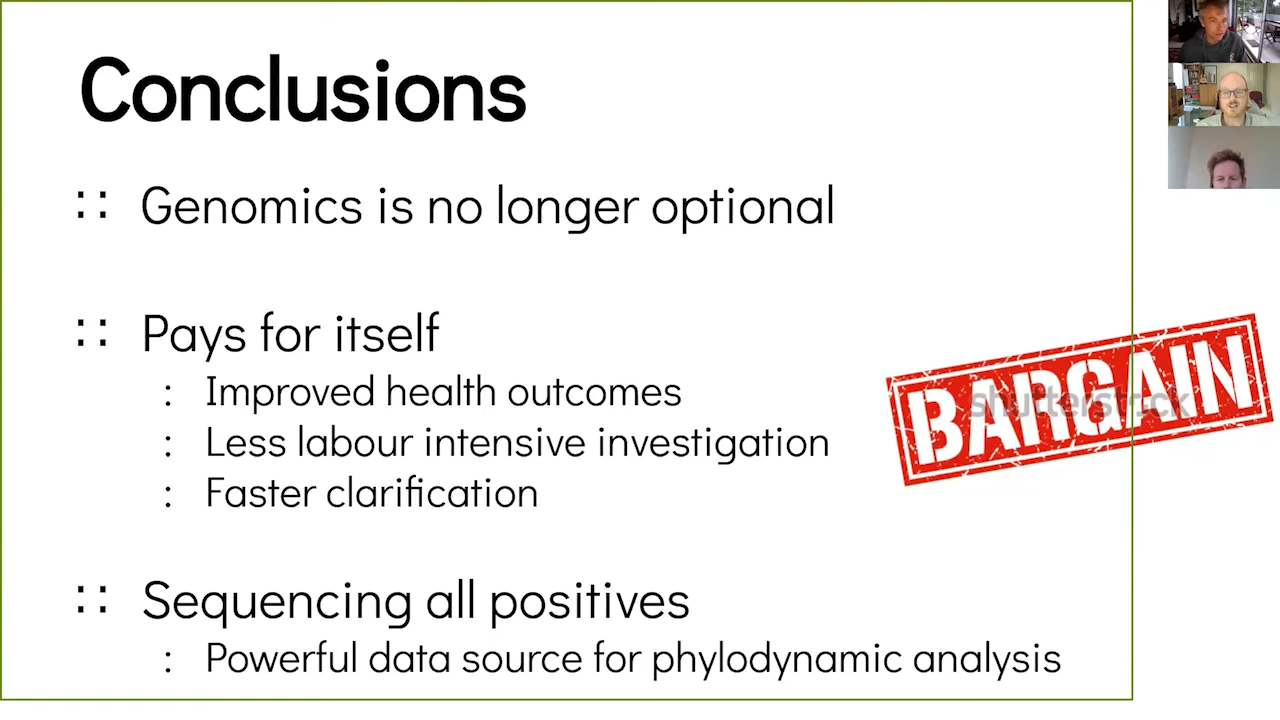 Conclusions
Genomics is no longer optional
Pays for itself
: Improved health outcomes
: Less labour intensive investigation
: Faster clarification
BARGAIN
shutterstock
Sequencing all positives
: Powerful data source for phylodynamic analysis